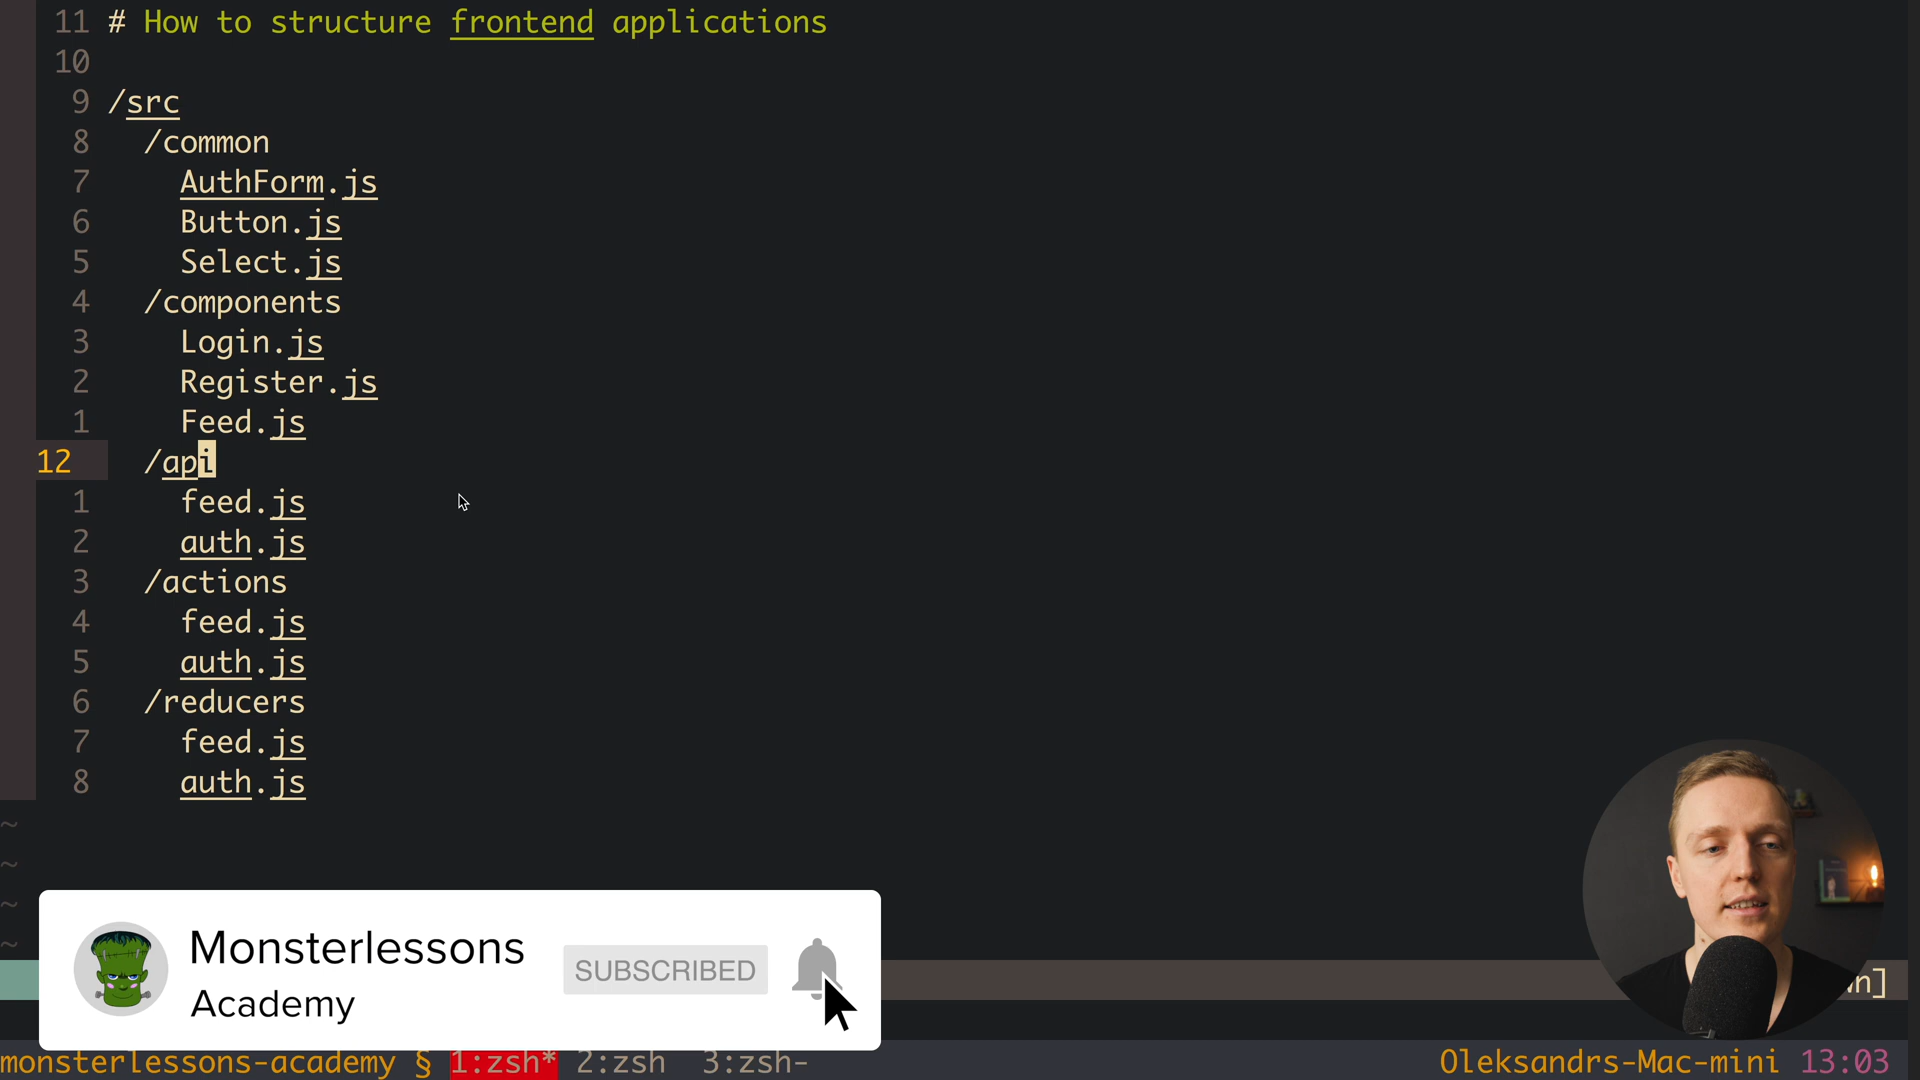 11 # How to structure frontend applications
10
9 /src
8 /common
7 AuthForm.js
6 Button.js
5 Select.js
4 /components
3 Login.js
2 Register.js
1 Feed.js
12 /api
1 feed.js
2 auth.js
3 /actions
4 feed.js
5 auth.js
6 /reducers
7 feed.js
8 auth.js
~
~
~
~
Monsterlessons
Academy
SUBSCRIBED
monsterlessons-academy § 1:zsh* 2:zsh 3:zsh- Oleksandrs-Mac-mini 13:03